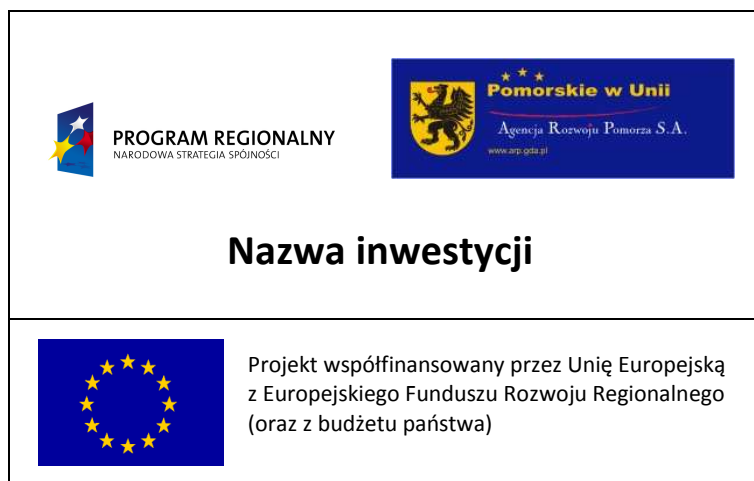 PROGRAM REGIONALNY
NARODOWA STRATEGIA SPÓJNOŚCI
Pomorskie w Unii
Agencja Rozwoju Pomorza S.A.
www.arp.gda.pl
Nazwa inwestycji
Projekt współfinansowany przez Unię Europejską
z Europejskiego Funduszu Rozwoju Regionalnego
(oraz z budżetu państwa)